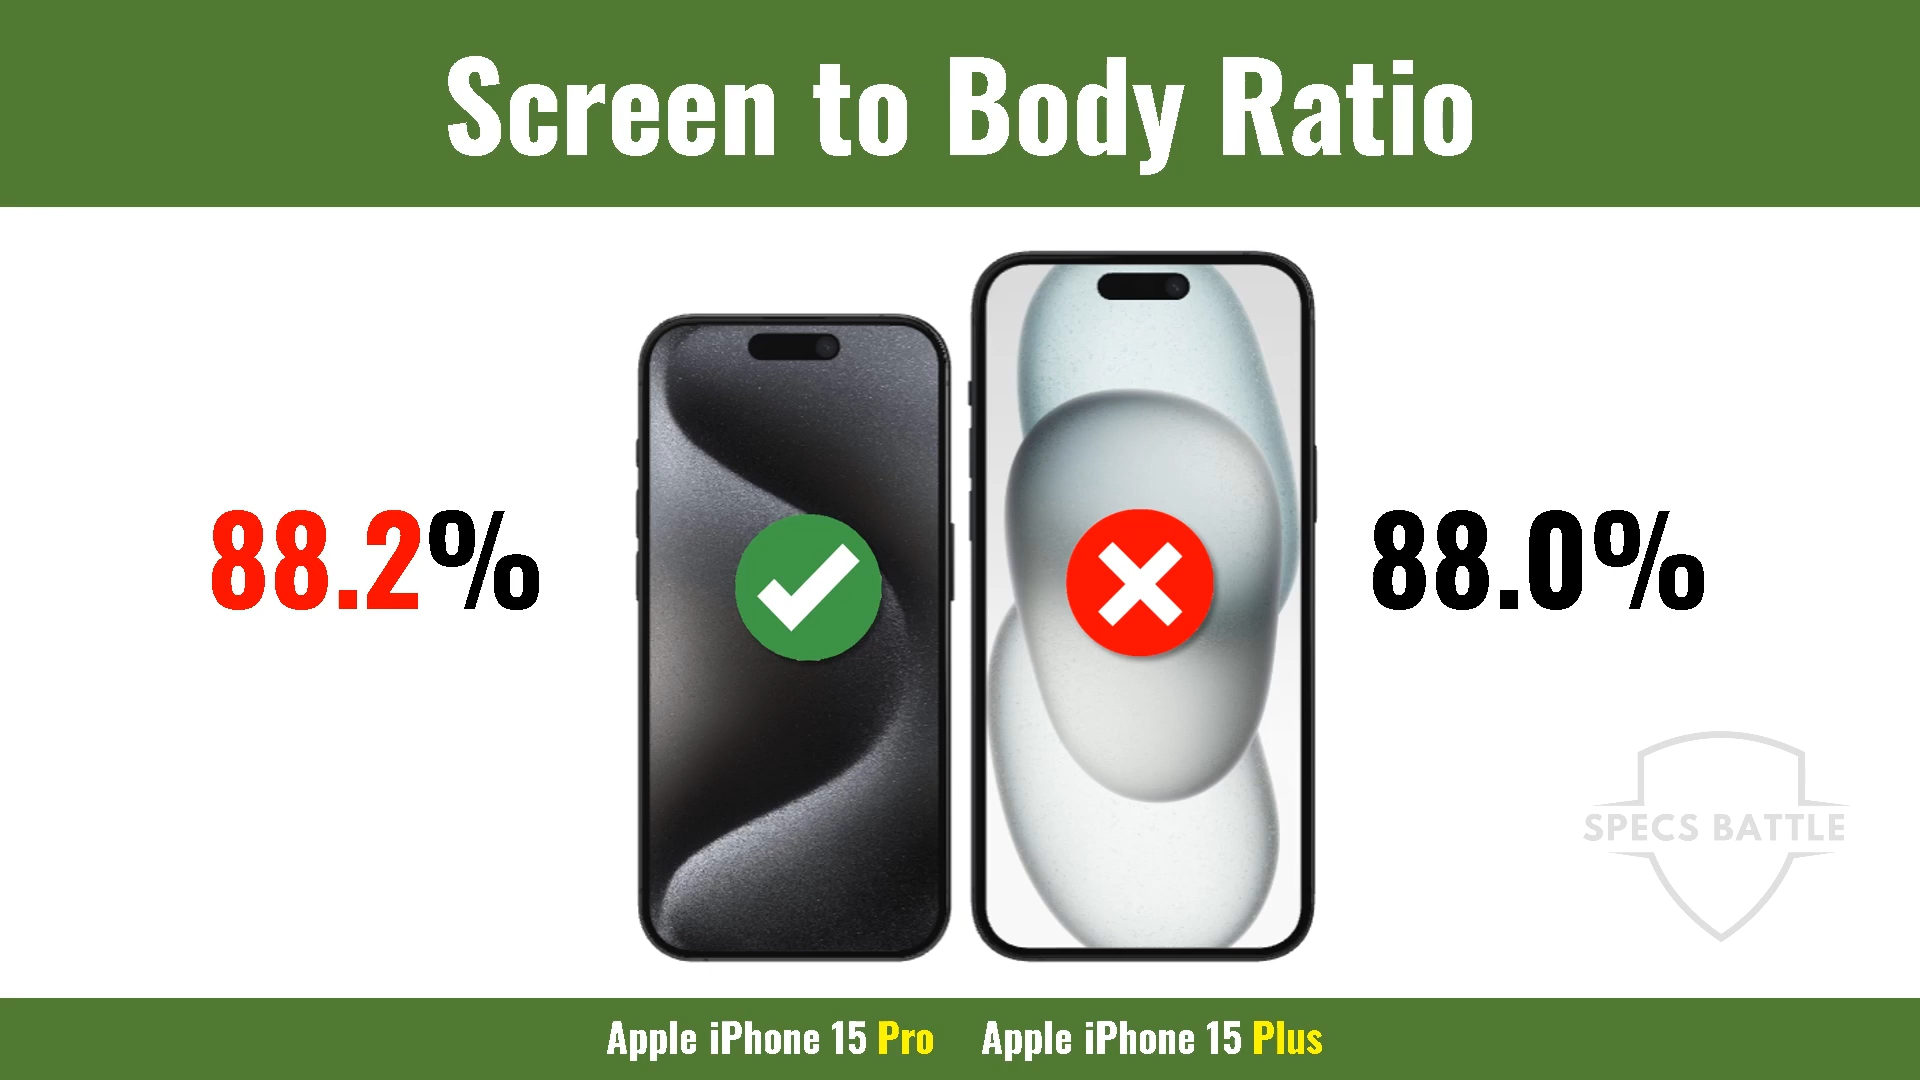 Screen to Body Ratio
88.2%
88.0%
SPECS BATTLE
Apple iPhone 15 Pro
Apple iPhone 15 Plus